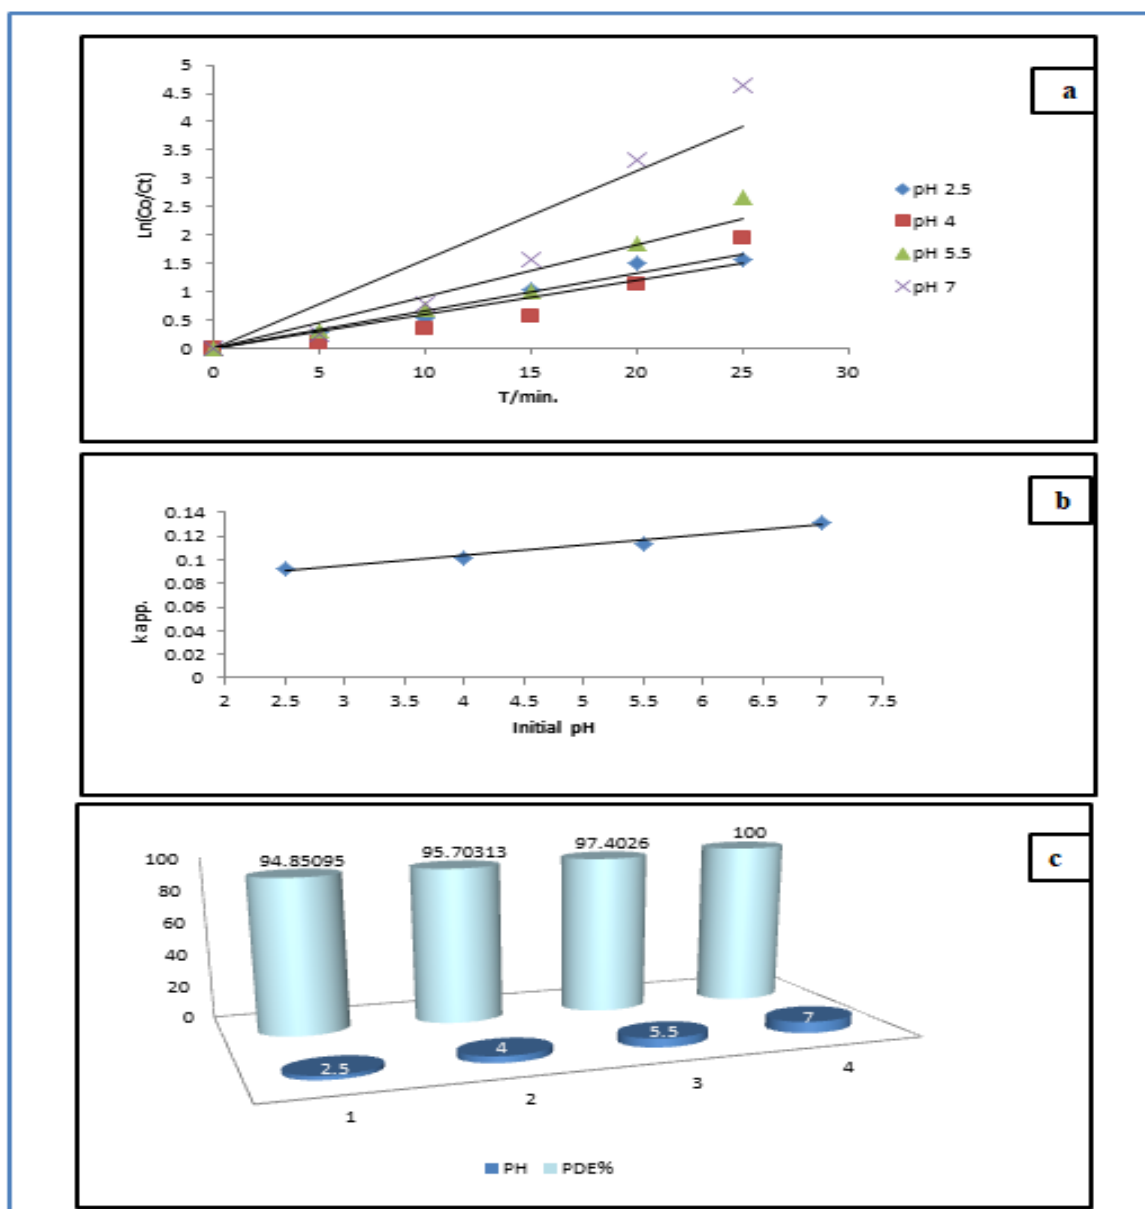 a
5
4.5
4
3.5
3
2.5
2
1.5
1
0.5
0
Ln(Co/Ct)
0 5 10 15 20 25 30
T/min.
pH 2.5
pH 4
pH 5.5
pH 7
b
0.14
0.12
0.1
0.08
0.06
0.04
0.02
0
kapp.
2 2.5 3 3.5 4 4.5 5 5.5 6 6.5 7 7.5
Initial pH
c
100
80
60
40
20
0
94.85095 95.70313 97.4026 100
2.5 4 5.5 7
1 2 3 4
PH PDE%